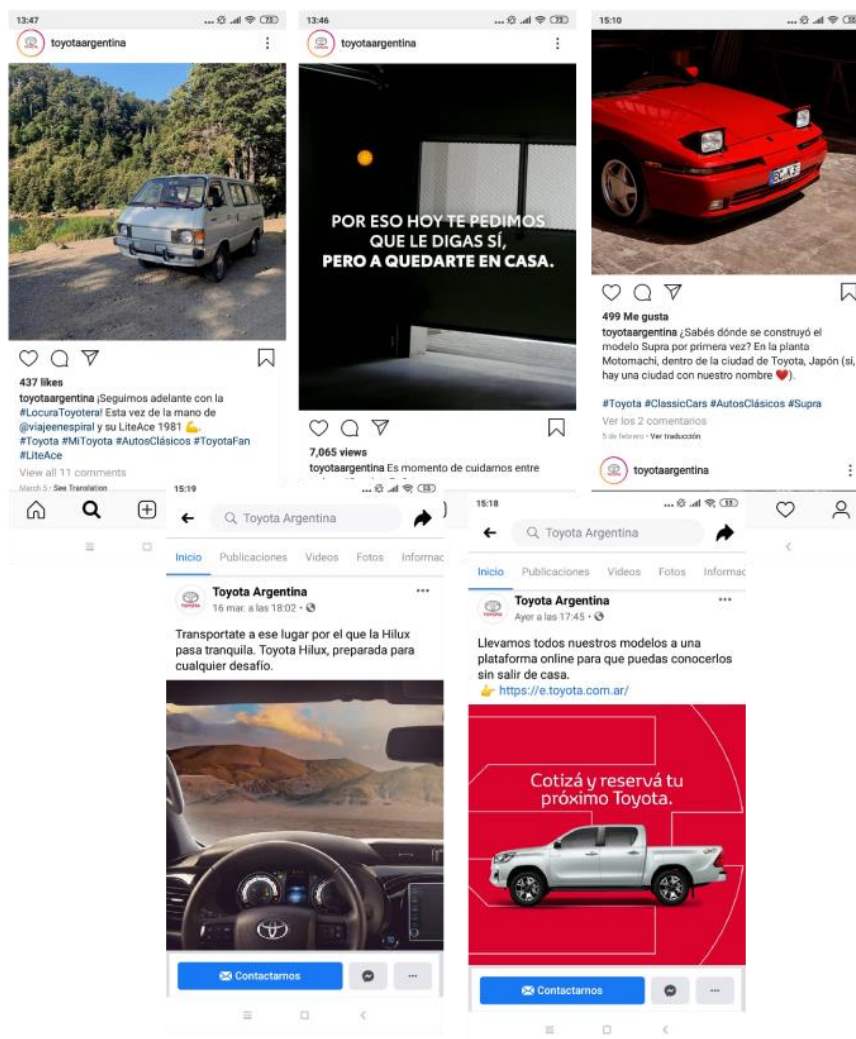 13:47
toyotaargentina
437 likes
toyotaargentina ¡Seguimos adelante con la
#LocuraToyotera! Esta vez de la mano de
@viajeenespiral y su LiteAce 1981 💪.
#Toyota #MiToyota #AutosClásicos #ToyotaFan
#LiteAce
View all 11 comments
March 5 · See Translation
13:46
toyotaargentina
POR ESO HOY TE PEDIMOS
QUE LE DIGAS SÍ,
PERO A QUEDARTE EN CASA.
7,065 views
toyotaargentina Es momento de cuidarnos entre
15:10
499 Me gusta
toyotaargentina ¿Sabés dónde se construyó el
modelo Supra por primera vez? En la planta
Motomachi, dentro de la ciudad de Toyota, Japón (sí,
hay una ciudad con nuestro nombre ❤️).
#Toyota #ClassicCars #AutosClásicos #Supra
Ver los 2 comentarios
5 de febrero · Ver traducción
toyotaargentina
15:19
Toyota Argentina
Inicio Publicaciones Videos Fotos Informac
Toyota Argentina
16 mar. a las 18:02 ·
Transportate a ese lugar por el que la Hilux
pasa tranquila. Toyota Hilux, preparada para
cualquier desafío.
Contactarnos
15:18
Toyota Argentina
Inicio Publicaciones Videos Fotos Informac
Toyota Argentina
Ayer a las 17:45 ·
Llevamos todos nuestros modelos a una
plataforma online para que puedas conocerlos
sin salir de casa.
👉 https://e.toyota.com.ar/
Cotizá y reservá tu
próximo Toyota.
Contactarnos